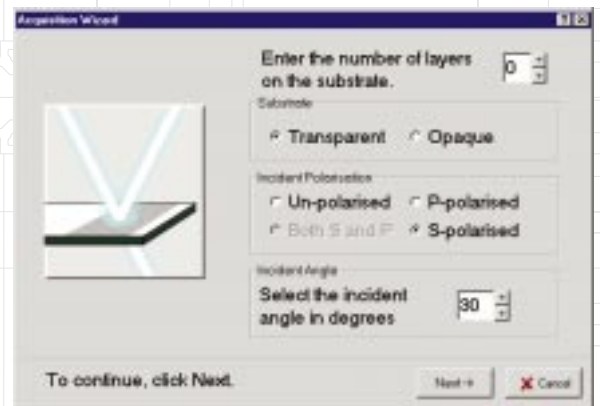 Acquisition Wizard
Enter the number of layers
on the substrate.
0
Substrate
Transparent Opaque
Incident Polarisation
Un-polarised P-polarised
Both S and P S-polarised
Incident Angle
Select the incident
angle in degrees
30
To continue, click Next.
Next → Cancel